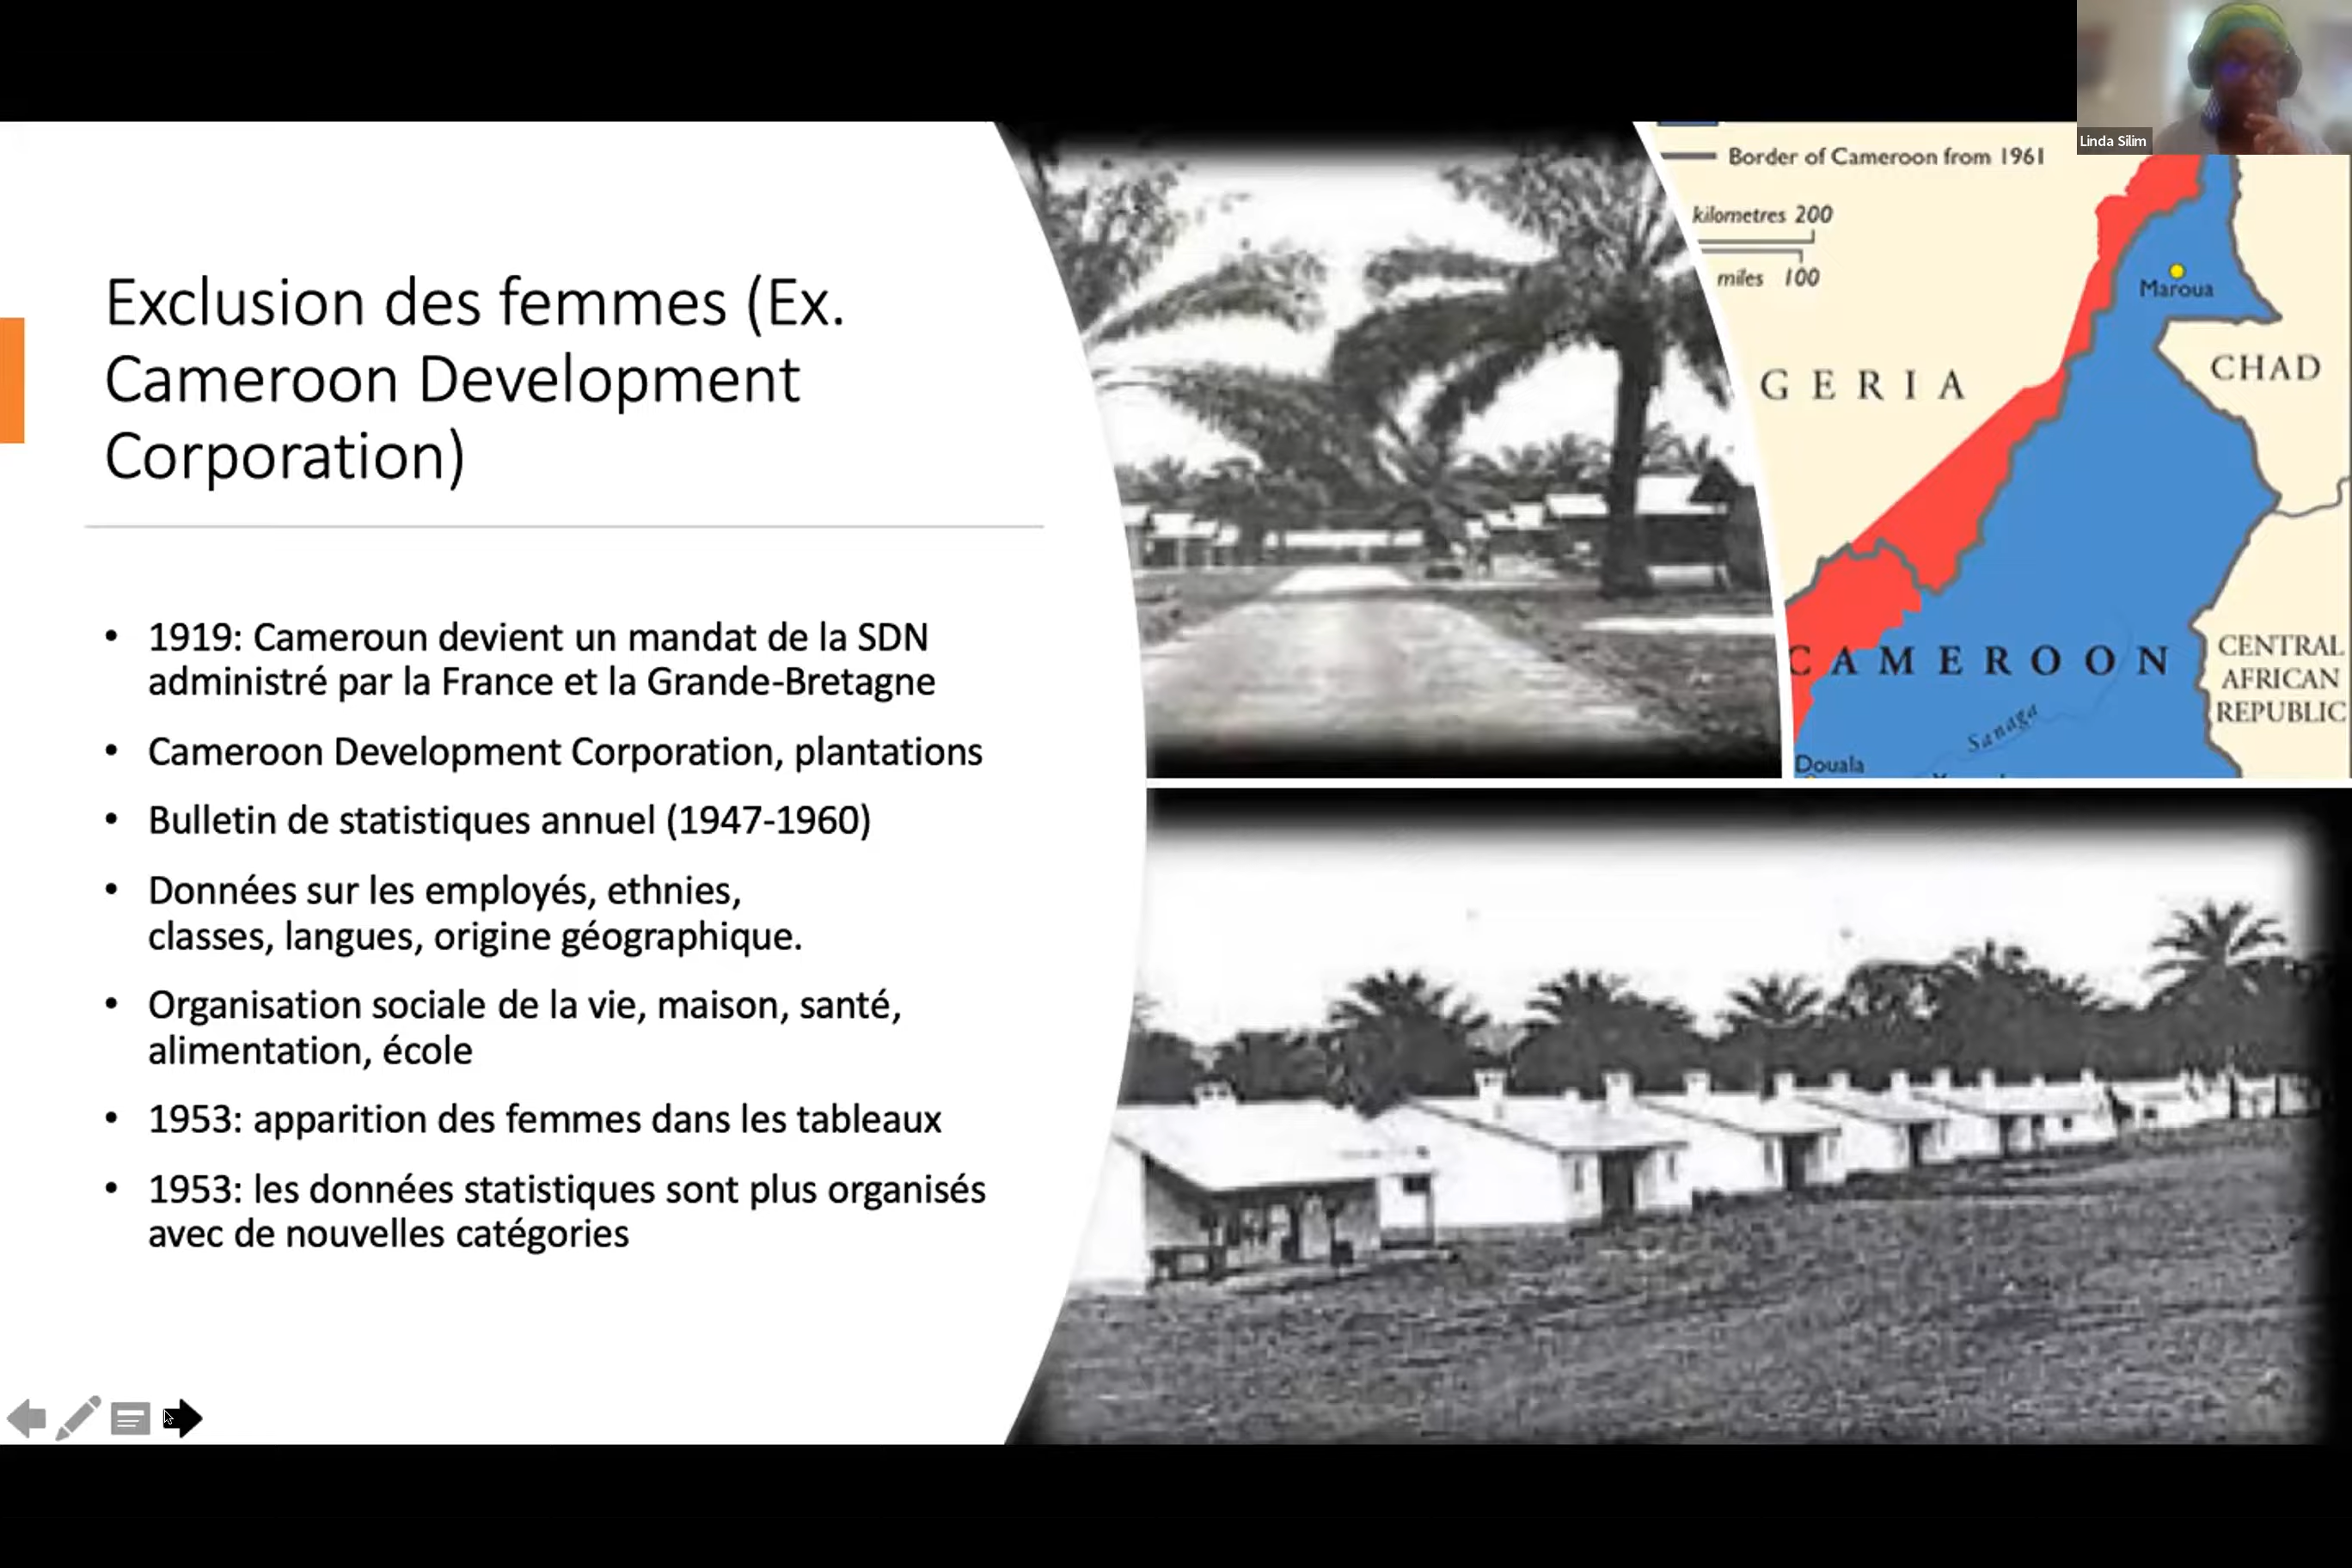 Linda Silim
Exclusion des femmes (Ex.
Cameroon Development
Corporation)
• 1919: Cameroun devient un mandat de la SDN
administré par la France et la Grande-Bretagne
• Cameroon Development Corporation, plantations
• Bulletin de statistiques annuel (1947-1960)
• Données sur les employés, ethnies,
classes, langues, origine géographique.
• Organisation sociale de la vie, maison, santé,
alimentation, école
• 1953: apparition des femmes dans les tableaux
• 1953: les données statistiques sont plus organisés
avec de nouvelles catégories
Border of Cameroon from 1961
kilometres 200
miles 100
Maroua
GERIA
CHAD
CAMEROON
CENTRAL
AFRICAN
REPUBLIC
Sanaga
Douala